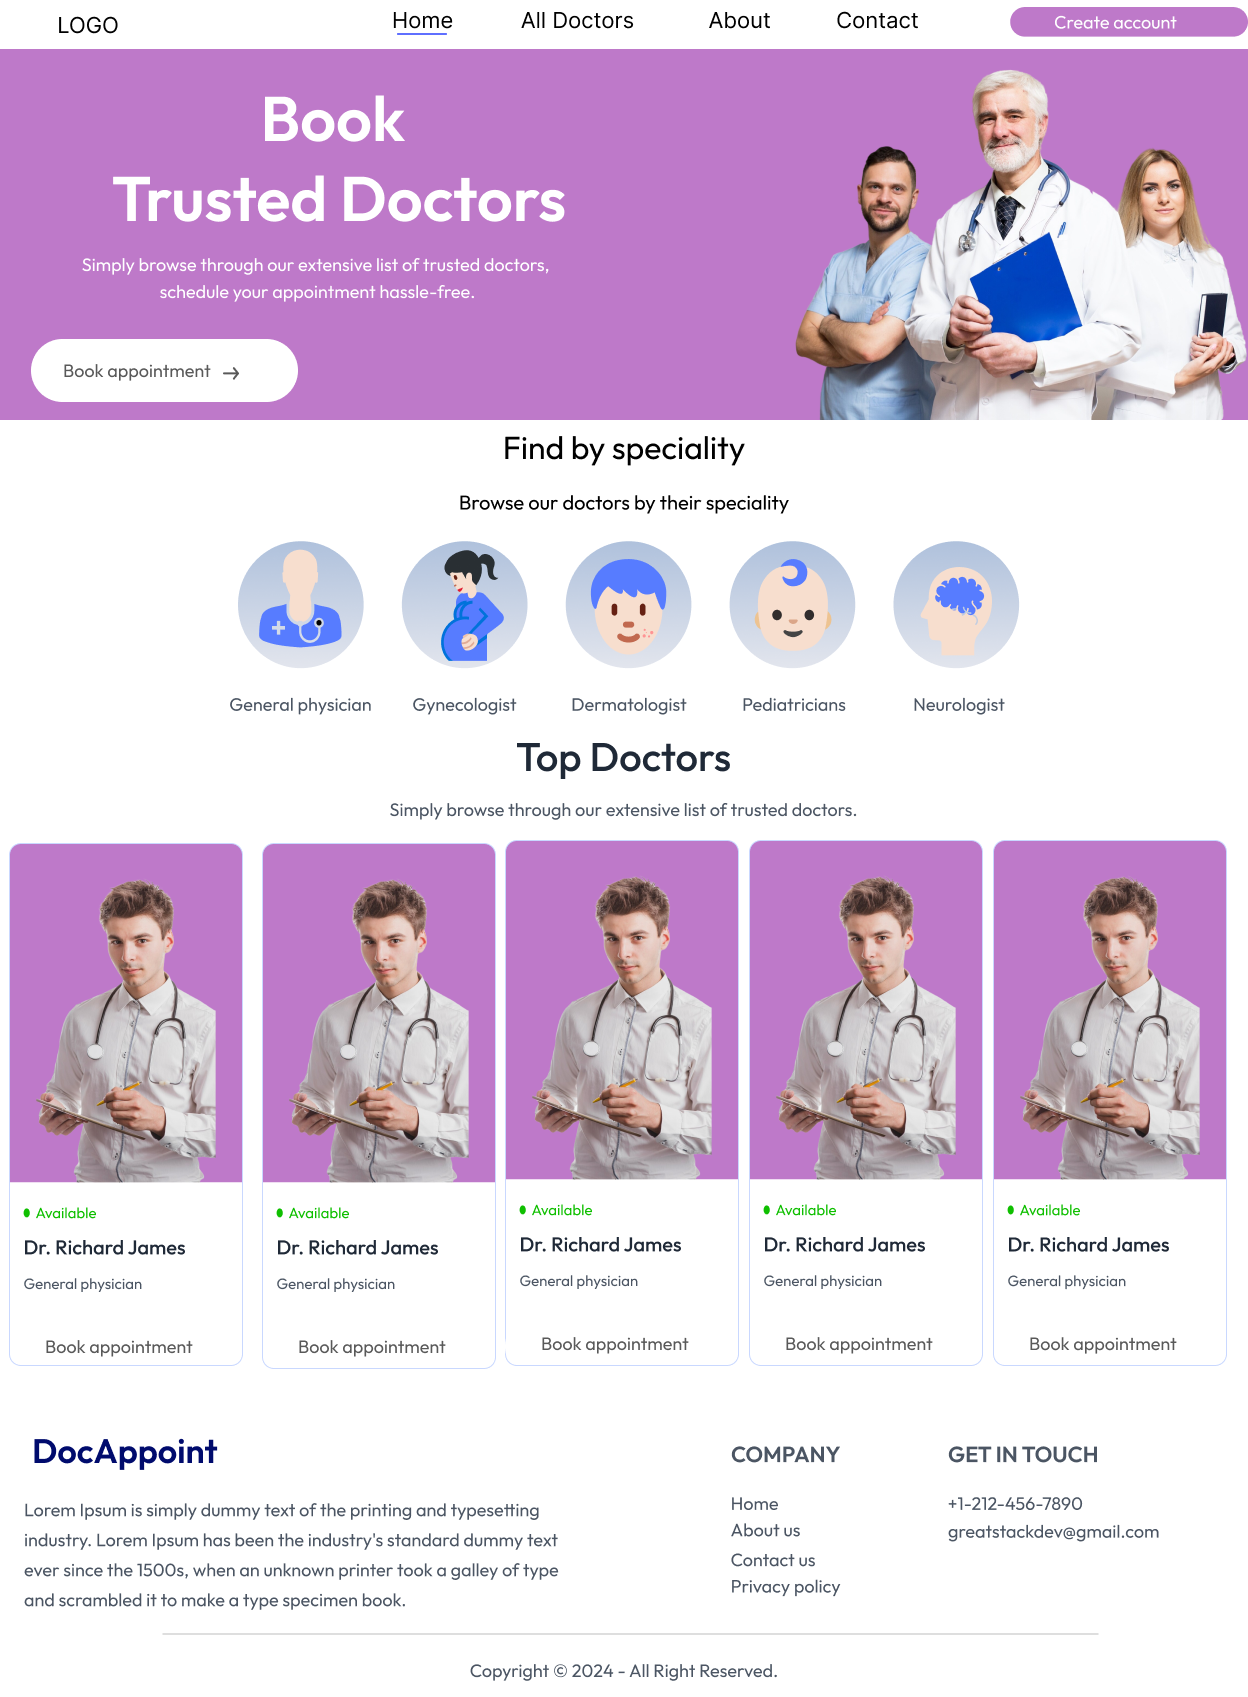 LOGO
Home
All Doctors
About
Contact
Create account
Book
Trusted Doctors
Simply browse through our extensive list of trusted doctors,
schedule your appointment hassle-free.
Book appointment →
Find by speciality
Browse our doctors by their speciality
General physician
Gynecologist
Dermatologist
Pediatricians
Neurologist
Top Doctors
Simply browse through our extensive list of trusted doctors.
Available
Dr. Richard James
General physician
Book appointment
Available
Dr. Richard James
General physician
Book appointment
Available
Dr. Richard James
General physician
Book appointment
Available
Dr. Richard James
General physician
Book appointment
Available
Dr. Richard James
General physician
Book appointment
DocAppoint
Lorem Ipsum is simply dummy text of the printing and typesetting
industry. Lorem Ipsum has been the industry's standard dummy text
ever since the 1500s, when an unknown printer took a galley of type
and scrambled it to make a type specimen book.
COMPANY
Home
About us
Contact us
Privacy policy
GET IN TOUCH
+1-212-456-7890
greatstackdev@gmail.com
Copyright © 2024 - All Right Reserved.